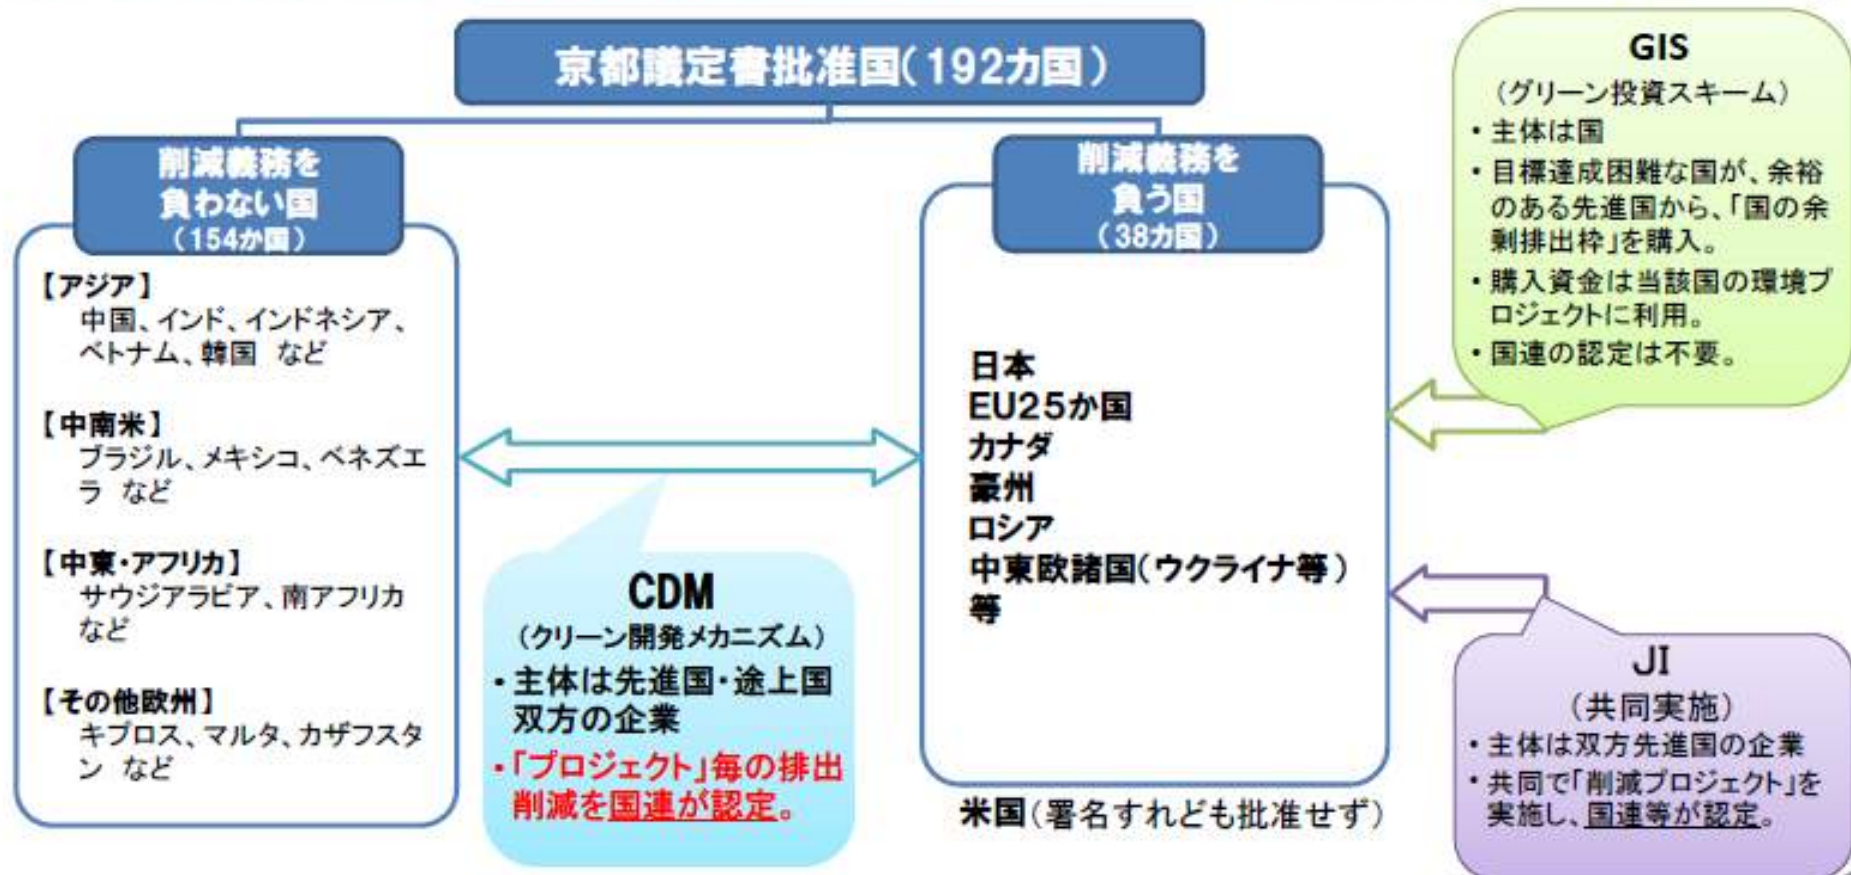 京都議定書批准国(192カ国)
削減義務を
負わない国
(154か国)
【アジア】
中国、インド、インドネシア、
ベトナム、韓国 など
【中南米】
ブラジル、メキシコ、ベネズエ
ラ など
【中東・アフリカ】
サウジアラビア、南アフリカ
など
【その他欧州】
キプロス、マルタ、カザフスタ
ン など
CDM
(クリーン開発メカニズム)
・主体は先進国・途上国
双方の企業
・「プロジェクト」毎の排出
削減を国連が認定。
削減義務を
負う国
(38カ国)
日本
EU25か国
カナダ
豪州
ロシア
中東欧諸国(ウクライナ等)
等
米国(署名すれども批准せず)
GIS
(グリーン投資スキーム)
・主体は国
・目標達成困難な国が、余裕
のある先進国から、「国の余
剰排出枠」を購入。
・購入資金は当該国の環境プ
ロジェクトに利用。
・国連の認定は不要。
JI
(共同実施)
・主体は双方先進国の企業
・共同で「削減プロジェクト」を
実施し、国連等が認定。